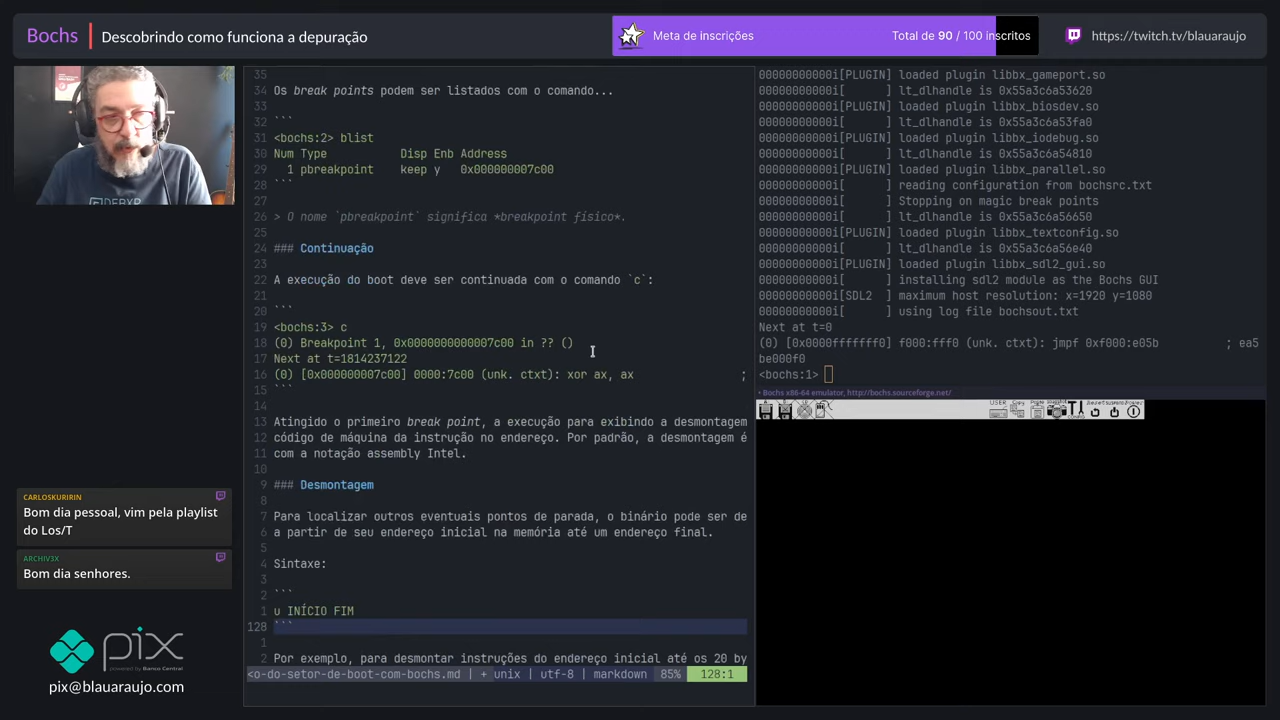 Bochs
Descobrindo como funciona a depuração
Meta de inscrições
Total de 90 / 100 inscritos
https://twitch.tv/blauaraujo
35
34 Os break points podem ser listados com o comando...
33
32 ```
31 <bochs:2> blist
30 Num Type Disp Enb Address
29 1 pbreakpoint keep y 0x000000007c00
28 ```
27
26 > O nome `pbreakpoint` significa *breakpoint físico*.
25
24 ### Continuação
23
22 A execução do boot deve ser continuada com o comando `c`:
21
20 ```
19 <bochs:3> c
18 (0) Breakpoint 1, 0x0000000000007c00 in ?? ()
17 Next at t=1814237122
16 (0) [0x000000007c00] 0000:7c00 (unk. ctxt): xor ax, ax ;
15 ```
14
13 Atingido o primeiro break point, a execução para exibindo a desmontagem
12 código de máquina da instrução no endereço. Por padrão, a desmontagem é
11 com a notação assembly Intel.
10
9 ### Desmontagem
8
7 Para localizar outros eventuais pontos de parada, o binário pode ser de
6 a partir de seu endereço inicial na memória até um endereço final.
5
4 Sintaxe:
3
2 ```
1 u INÍCIO FIM
128 ```
1
2 Por exemplo, para desmontar instruções do endereço inicial até os 20 by
<o-do-setor-de-boot-com-bochs.md | + unix | utf-8 | markdown 85% 128:1
00000000000i[PLUGIN] loaded plugin libbx_gameport.so
00000000000i[ ] lt_dlhandle is 0x55a3c6a53620
00000000000i[PLUGIN] loaded plugin libbx_biosdev.so
00000000000i[ ] lt_dlhandle is 0x55a3c6a53fa0
00000000000i[PLUGIN] loaded plugin libbx_iodebug.so
00000000000i[ ] lt_dlhandle is 0x55a3c6a54810
00000000000i[PLUGIN] loaded plugin libbx_parallel.so
00000000000i[ ] reading configuration from bochsrc.txt
00000000000i[ ] Stopping on magic break points
00000000000i[ ] lt_dlhandle is 0x55a3c6a56650
00000000000i[PLUGIN] loaded plugin libbx_textconfig.so
00000000000i[ ] lt_dlhandle is 0x55a3c6a56e40
00000000000i[PLUGIN] loaded plugin libbx_sdl2_gui.so
00000000000i[ ] installing sdl2 module as the Bochs GUI
00000000000i[SDL2 ] maximum host resolution: x=1920 y=1080
00000000000i[ ] using log file bochsout.txt
Next at t=0
(0) [0x0000fffffff0] f000:fff0 (unk. ctxt): jmpf 0xf000:e05b ; ea5
be000f0
<bochs:1>
Bochs x86-64 emulator, http://bochs.sourceforge.net/
USER
CARLOSKURIRIN
Bom dia pessoal, vim pela playlist
do Los/T
ARCHIV3X
Bom dia senhores.
pix
powered by Banco Central
pix@blauaraujo.com